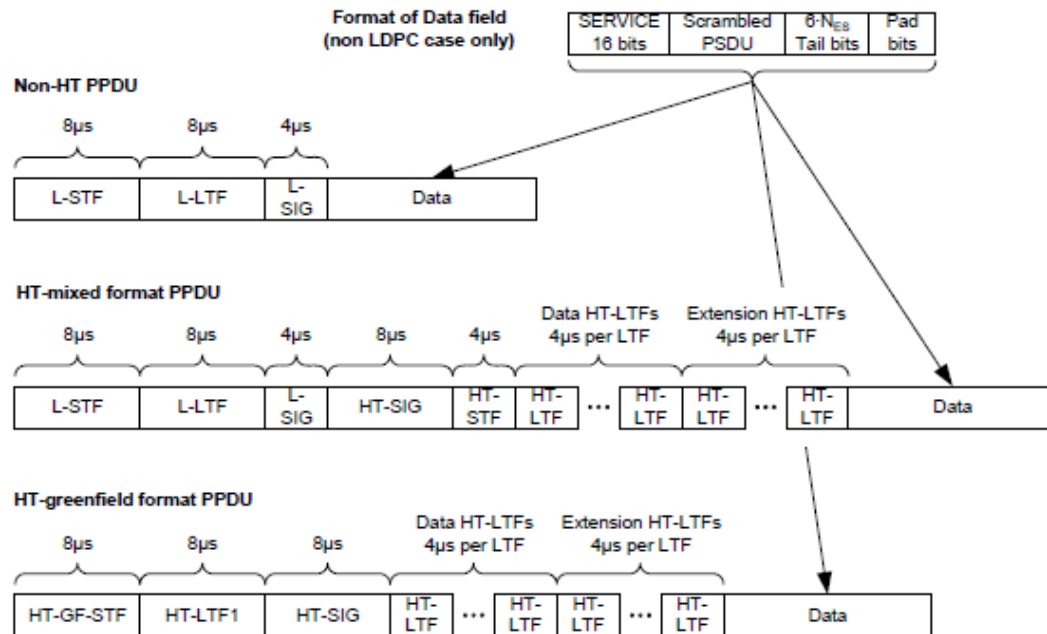 Format of Data field
(non LDPC case only)
SERVICE
16 bits
Scrambled
PSDU
6·N_ES
Tail bits
Pad
bits
Non-HT PPDU
8µs
8µs
4µs
L-STF
L-LTF
L-
SIG
Data
HT-mixed format PPDU
Data HT-LTFs
4µs per LTF
Extension HT-LTFs
4µs per LTF
8µs
8µs
4µs
8µs
4µs
L-STF
L-LTF
L-
SIG
HT-SIG
HT-
STF
HT-
LTF
...
HT-
LTF
HT-
LTF
...
HT-
LTF
Data
HT-greenfield format PPDU
Data HT-LTFs
4µs per LTF
Extension HT-LTFs
4µs per LTF
8µs
8µs
8µs
HT-GF-STF
HT-LTF1
HT-SIG
HT-
LTF
...
HT-
LTF
HT-
LTF
...
HT-
LTF
Data